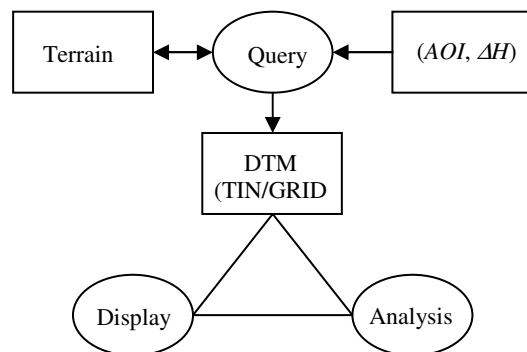 Terrain
Query
(AOI, ΔH)
DTM
(TIN/GRID
Display
Analysis